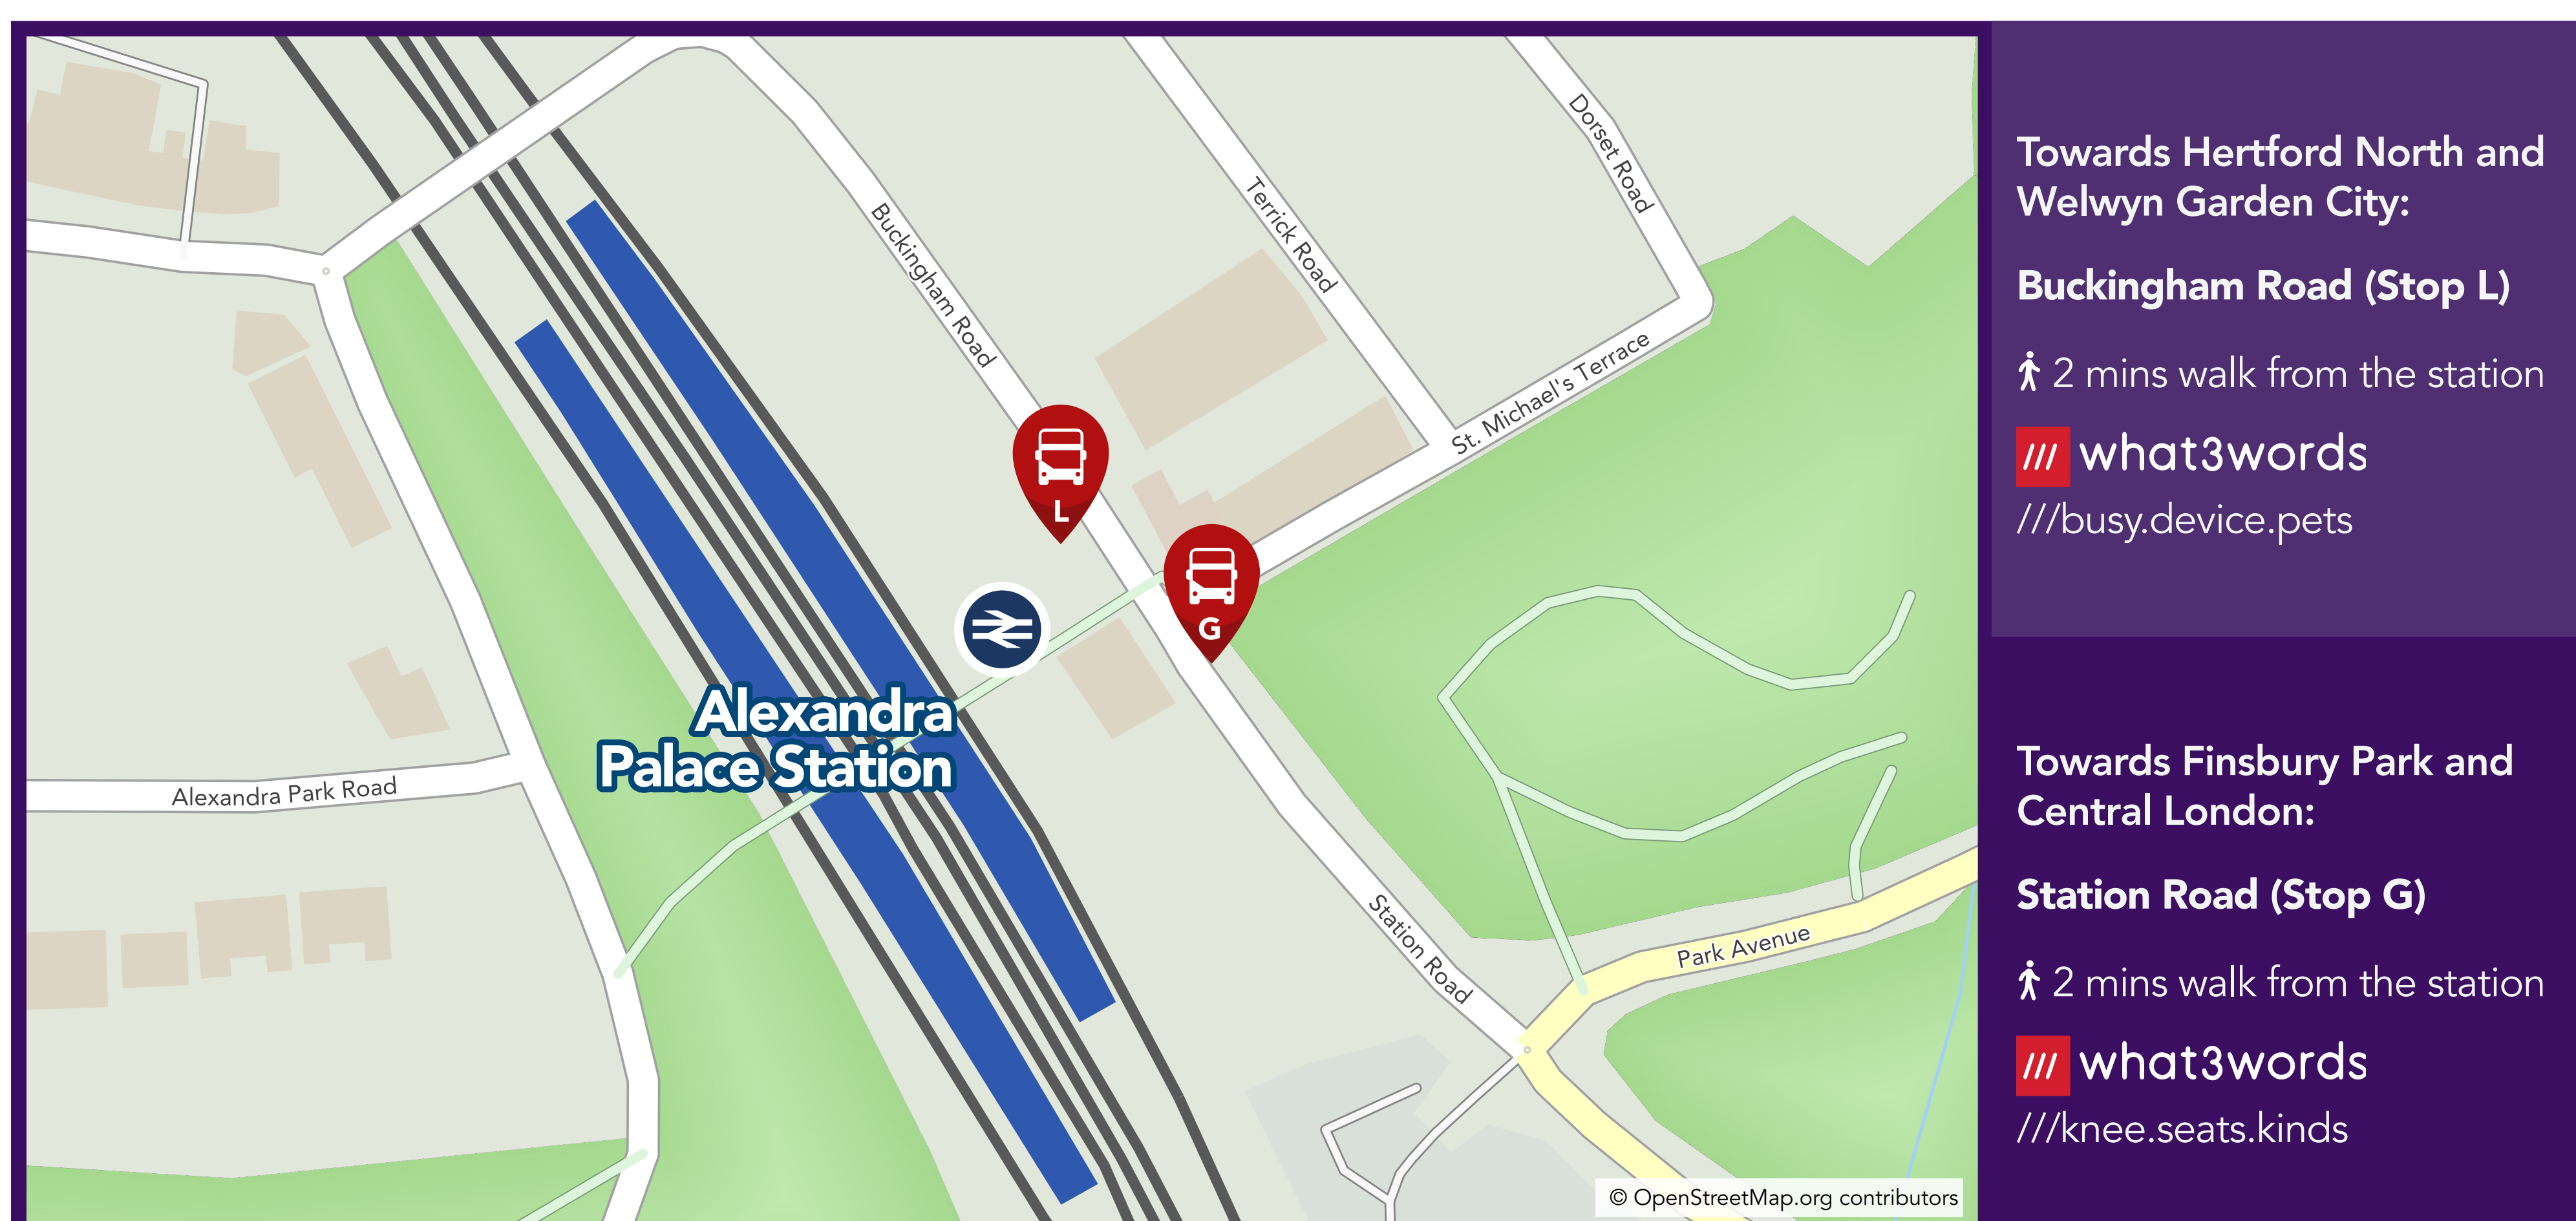 Buckingham Road
Terrick Road
Dorset Road
St. Michael's Terrace
L
G
Alexandra
Palace Station
Alexandra Park Road
Station Road
Park Avenue
© OpenStreetMap.org contributors
Towards Hertford North and
Welwyn Garden City:
Buckingham Road (Stop L)
2 mins walk from the station
/// what3words
///busy.device.pets
Towards Finsbury Park and
Central London:
Station Road (Stop G)
2 mins walk from the station
/// what3words
///knee.seats.kinds